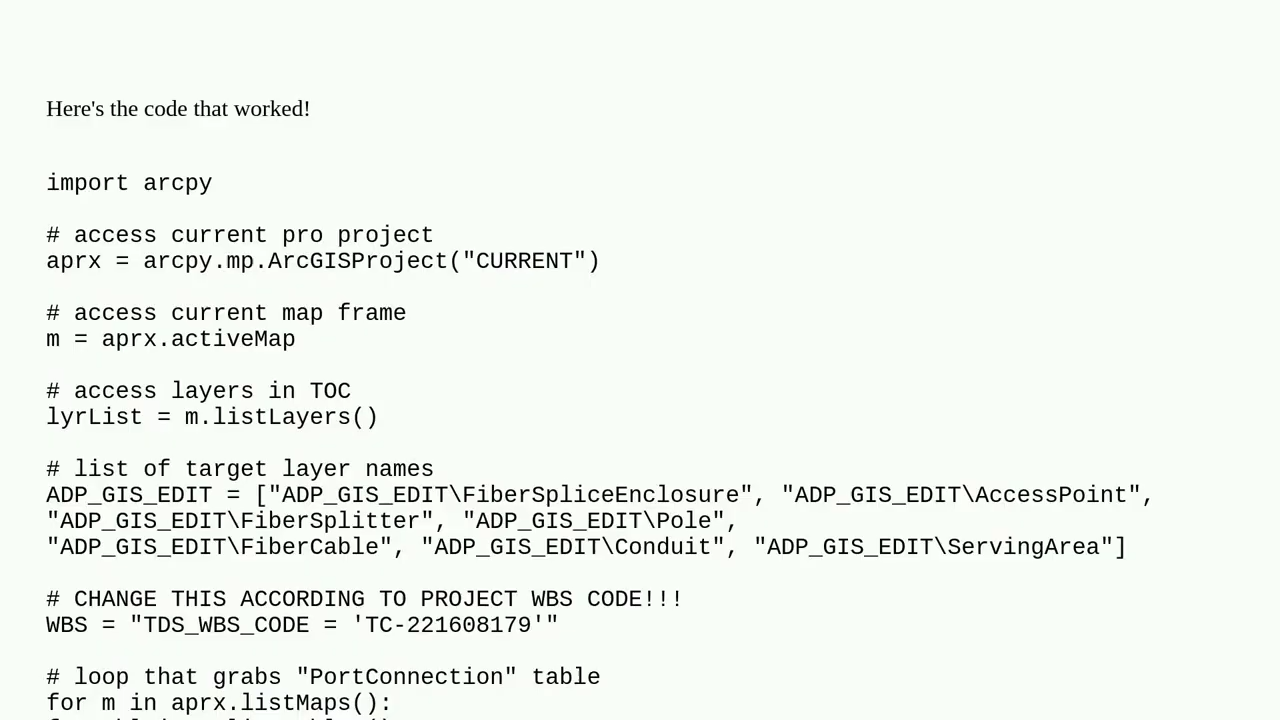 Here's the code that worked!
import arcpy
# access current pro project
aprx = arcpy.mp.ArcGISProject("CURRENT")
# access current map frame
m = aprx.activeMap
# access layers in TOC
lyrList = m.listLayers()
# list of target layer names
ADP_GIS_EDIT = ["ADP_GIS_EDIT\FiberSpliceEnclosure", "ADP_GIS_EDIT\AccessPoint",
"ADP_GIS_EDIT\FiberSplitter", "ADP_GIS_EDIT\Pole",
"ADP_GIS_EDIT\FiberCable", "ADP_GIS_EDIT\Conduit", "ADP_GIS_EDIT\ServingArea"]
# CHANGE THIS ACCORDING TO PROJECT WBS CODE!!!
WBS = "TDS_WBS_CODE = 'TC-221608179'"
# loop that grabs "PortConnection" table
for m in aprx.listMaps():